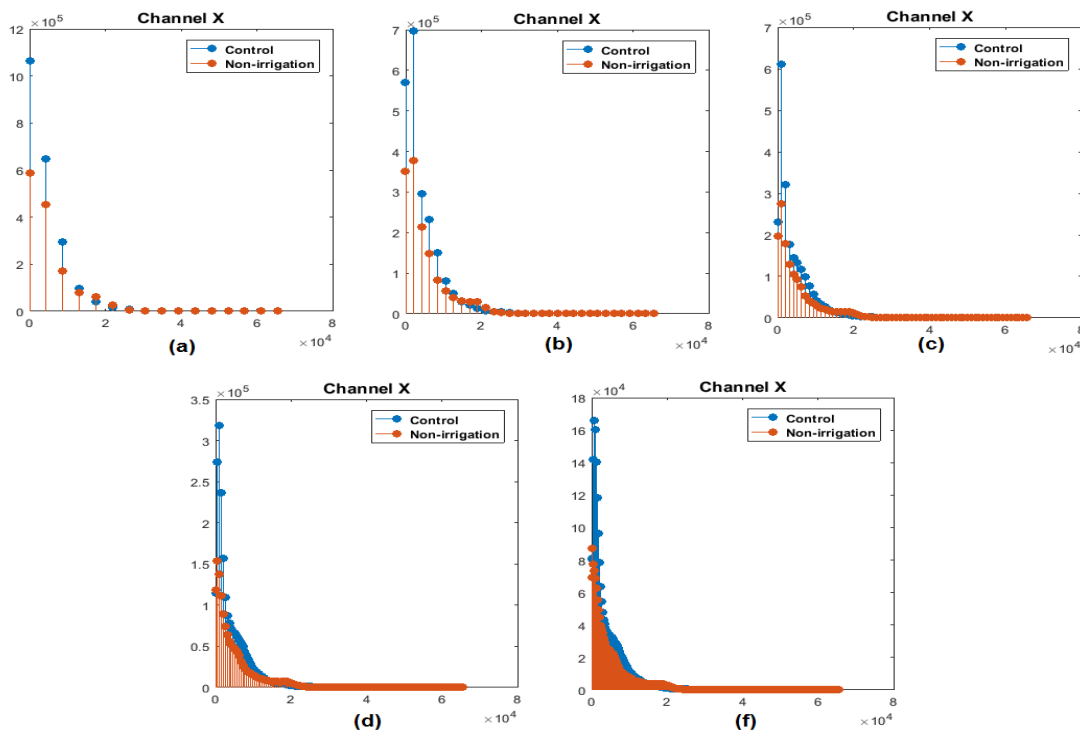 Channel X
× 10^5
12
10
8
6
4
2
0
0 2 4 6 8
× 10^4
Control
Non-irrigation
(a)
Channel X
× 10^5
7
6
5
4
3
2
1
0
0 2 4 6 8
× 10^4
Control
Non-irrigation
(b)
Channel X
× 10^5
7
6
5
4
3
2
1
0
0 2 4 6 8
× 10^4
Control
Non-irrigation
(c)
Channel X
× 10^5
3.5
3
2.5
2
1.5
1
0.5
0
0 2 4 6 8
× 10^4
Control
Non-irrigation
(d)
Channel X
× 10^4
18
16
14
12
10
8
6
4
2
0
0 2 4 6 8
× 10^4
Control
Non-irrigation
(f)